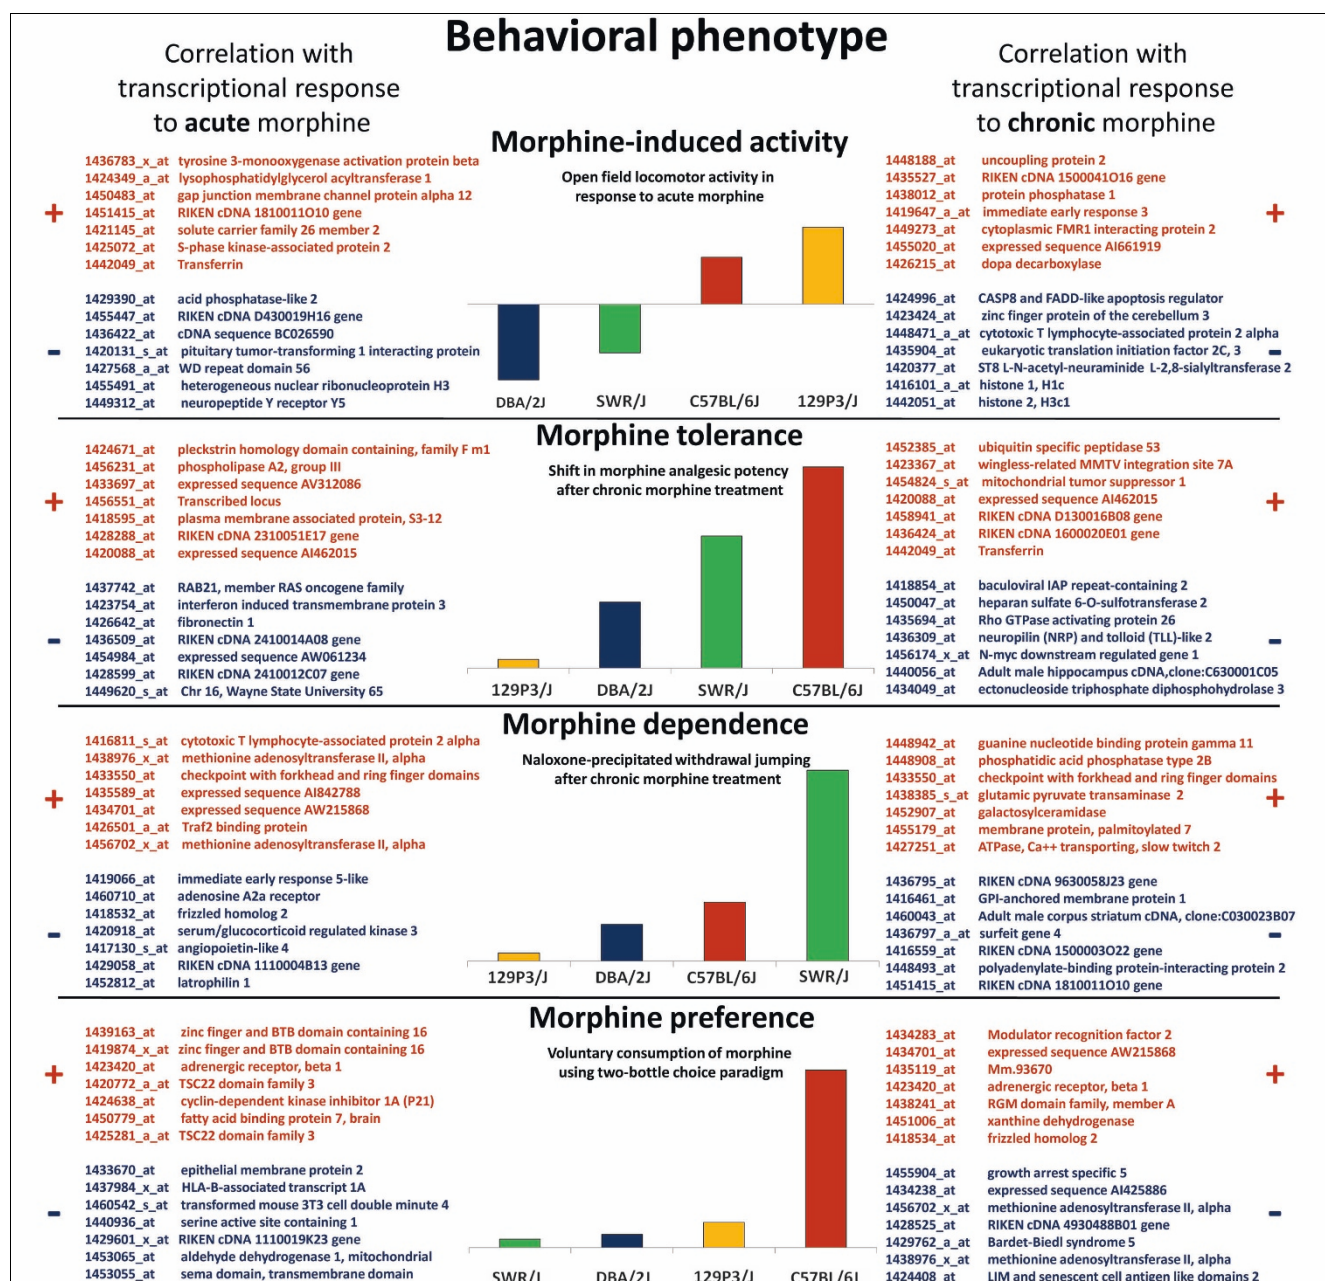 Behavioral phenotype
Correlation with
transcriptional response
to acute morphine
Correlation with
transcriptional response
to chronic morphine
Morphine-induced activity
Open field locomotor activity in
response to acute morphine
+
1436783_x_at tyrosine 3-monooxygenase activation protein beta
1424349_a_at lysophosphatidylglycerol acyltransferase 1
1450483_at gap junction membrane channel protein alpha 12
1451415_at RIKEN cDNA 1810011O10 gene
1421145_at solute carrier family 26 member 2
1425072_at S-phase kinase-associated protein 2
1442049_at Transferrin
-
1429390_at acid phosphatase-like 2
1455447_at RIKEN cDNA D430019H16 gene
1436422_at cDNA sequence BC026590
1420131_s_at pituitary tumor-transforming 1 interacting protein
1427568_a_at WD repeat domain 56
1455491_at heterogeneous nuclear ribonucleoprotein H3
1449312_at neuropeptide Y receptor Y5
DBA/2J SWR/J C57BL/6J 129P3/J
+
1448188_at uncoupling protein 2
1435527_at RIKEN cDNA 1500041O16 gene
1438012_at protein phosphatase 1
1419647_a_at immediate early response 3
1449273_at cytoplasmic FMR1 interacting protein 2
1455020_at expressed sequence AI661919
1426215_at dopa decarboxylase
-
1424996_at CASP8 and FADD-like apoptosis regulator
1423424_at zinc finger protein of the cerebellum 3
1448471_a_at cytotoxic T lymphocyte-associated protein 2 alpha
1435904_at eukaryotic translation initiation factor 2C, 3
1420377_at ST8 L-N-acetyl-neuraminide L-2,8-sialyltransferase 2
1416101_a_at histone 1, H1c
1442051_at histone 2, H3c1
Morphine tolerance
Shift in morphine analgesic potency
after chronic morphine treatment
+
1424671_at pleckstrin homology domain containing, family F m1
1456231_at phospholipase A2, group III
1433697_at expressed sequence AV312086
1456551_at Transcribed locus
1418595_at plasma membrane associated protein, S3-12
1428288_at RIKEN cDNA 2310051E17 gene
1420088_at expressed sequence AI462015
-
1437742_at RAB21, member RAS oncogene family
1423754_at interferon induced transmembrane protein 3
1426642_at fibronectin 1
1436509_at RIKEN cDNA 2410014A08 gene
1454984_at expressed sequence AW061234
1428599_at RIKEN cDNA 2410012C07 gene
1449620_s_at Chr 16, Wayne State University 65
129P3/J DBA/2J SWR/J C57BL/6J
+
1452385_at ubiquitin specific peptidase 53
1423367_at wingless-related MMTV integration site 7A
1454824_s_at mitochondrial tumor suppressor 1
1420088_at expressed sequence AI462015
1458941_at RIKEN cDNA D130016B08 gene
1436424_at RIKEN cDNA 1600020E01 gene
1442049_at Transferrin
-
1418854_at baculoviral IAP repeat-containing 2
1450047_at heparan sulfate 6-O-sulfotransferase 2
1435694_at Rho GTPase activating protein 26
1436309_at neuropilin (NRP) and tolloid (TLL)-like 2
1456174_x_at N-myc downstream regulated gene 1
1440056_at Adult male hippocampus cDNA,clone:C630001C05
1434049_at ectonucleoside triphosphate diphosphohydrolase 3
Morphine dependence
Naloxone-precipitated withdrawal jumping
after chronic morphine treatment
+
1416811_s_at cytotoxic T lymphocyte-associated protein 2 alpha
1438976_x_at methionine adenosyltransferase II, alpha
1433550_at checkpoint with forkhead and ring finger domains
1435589_at expressed sequence AI842788
1434701_at expressed sequence AW215868
1426501_a_at Traf2 binding protein
1456702_x_at methionine adenosyltransferase II, alpha
-
1419066_at immediate early response 5-like
1460710_at adenosine A2a receptor
1418532_at frizzled homolog 2
1420918_at serum/glucocorticoid regulated kinase 3
1417130_s_at angiopoietin-like 4
1429058_at RIKEN cDNA 1110004B13 gene
1452812_at latrophilin 1
129P3/J DBA/2J C57BL/6J SWR/J
+
1448942_at guanine nucleotide binding protein gamma 11
1448908_at phosphatidic acid phosphatase type 2B
1433550_at checkpoint with forkhead and ring finger domains
1438385_s_at glutamic pyruvate transaminase 2
1452907_at galactosylceramidase
1455179_at membrane protein, palmitoylated 7
1427251_at ATPase, Ca++ transporting, slow twitch 2
-
1436795_at RIKEN cDNA 9630058J23 gene
1416461_at GPI-anchored membrane protein 1
1460043_at Adult male corpus striatum cDNA, clone:C030023B07
1436797_a_at surfeit gene 4
1416559_at RIKEN cDNA 1500003O22 gene
1448493_at polyadenylate-binding protein-interacting protein 2
1451415_at RIKEN cDNA 1810011O10 gene
Morphine preference
Voluntary consumption of morphine
using two-bottle choice paradigm
+
1439163_at zinc finger and BTB domain containing 16
1419874_x_at zinc finger and BTB domain containing 16
1423420_at adrenergic receptor, beta 1
1420772_a_at TSC22 domain family 3
1424638_at cyclin-dependent kinase inhibitor 1A (P21)
1450779_at fatty acid binding protein 7, brain
1425281_a_at TSC22 domain family 3
-
1433670_at epithelial membrane protein 2
1437984_x_at HLA-B-associated transcript 1A
1460542_s_at transformed mouse 3T3 cell double minute 4
1440936_at serine active site containing 1
1429601_x_at RIKEN cDNA 1110019K23 gene
1453065_at aldehyde dehydrogenase 1, mitochondrial
1453055_at sema domain, transmembrane domain
SWR/J DBA/2J 129P3/J C57BL/6J
+
1434283_at Modulator recognition factor 2
1434701_at expressed sequence AW215868
1435119_at Mm.93670
1423420_at adrenergic receptor, beta 1
1438241_at RGM domain family, member A
1451006_at xanthine dehydrogenase
1418534_at frizzled homolog 2
-
1455904_at growth arrest specific 5
1434238_at expressed sequence AI425886
1456702_x_at methionine adenosyltransferase II, alpha
1428525_at RIKEN cDNA 4930488B01 gene
1429762_a_at Bardet-Biedl syndrome 5
1438976_x_at methionine adenosyltransferase II, alpha
1424408_at LIM and senescent cell antigen like domains 2